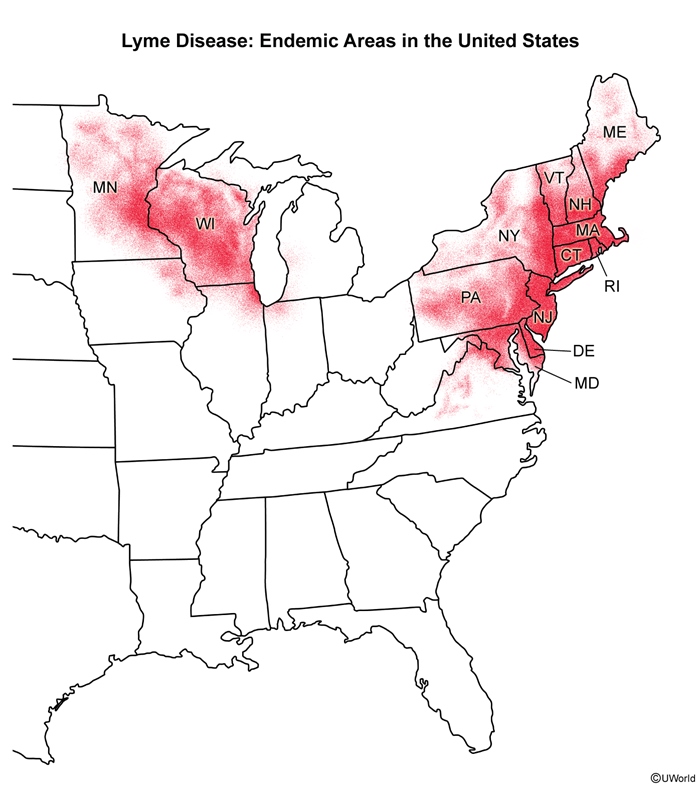 Lyme Disease: Endemic Areas in the United States
ME
VT
MN
NH
WI
MA
NY
CT
RI
PA
NJ
DE
MD
©UWorld